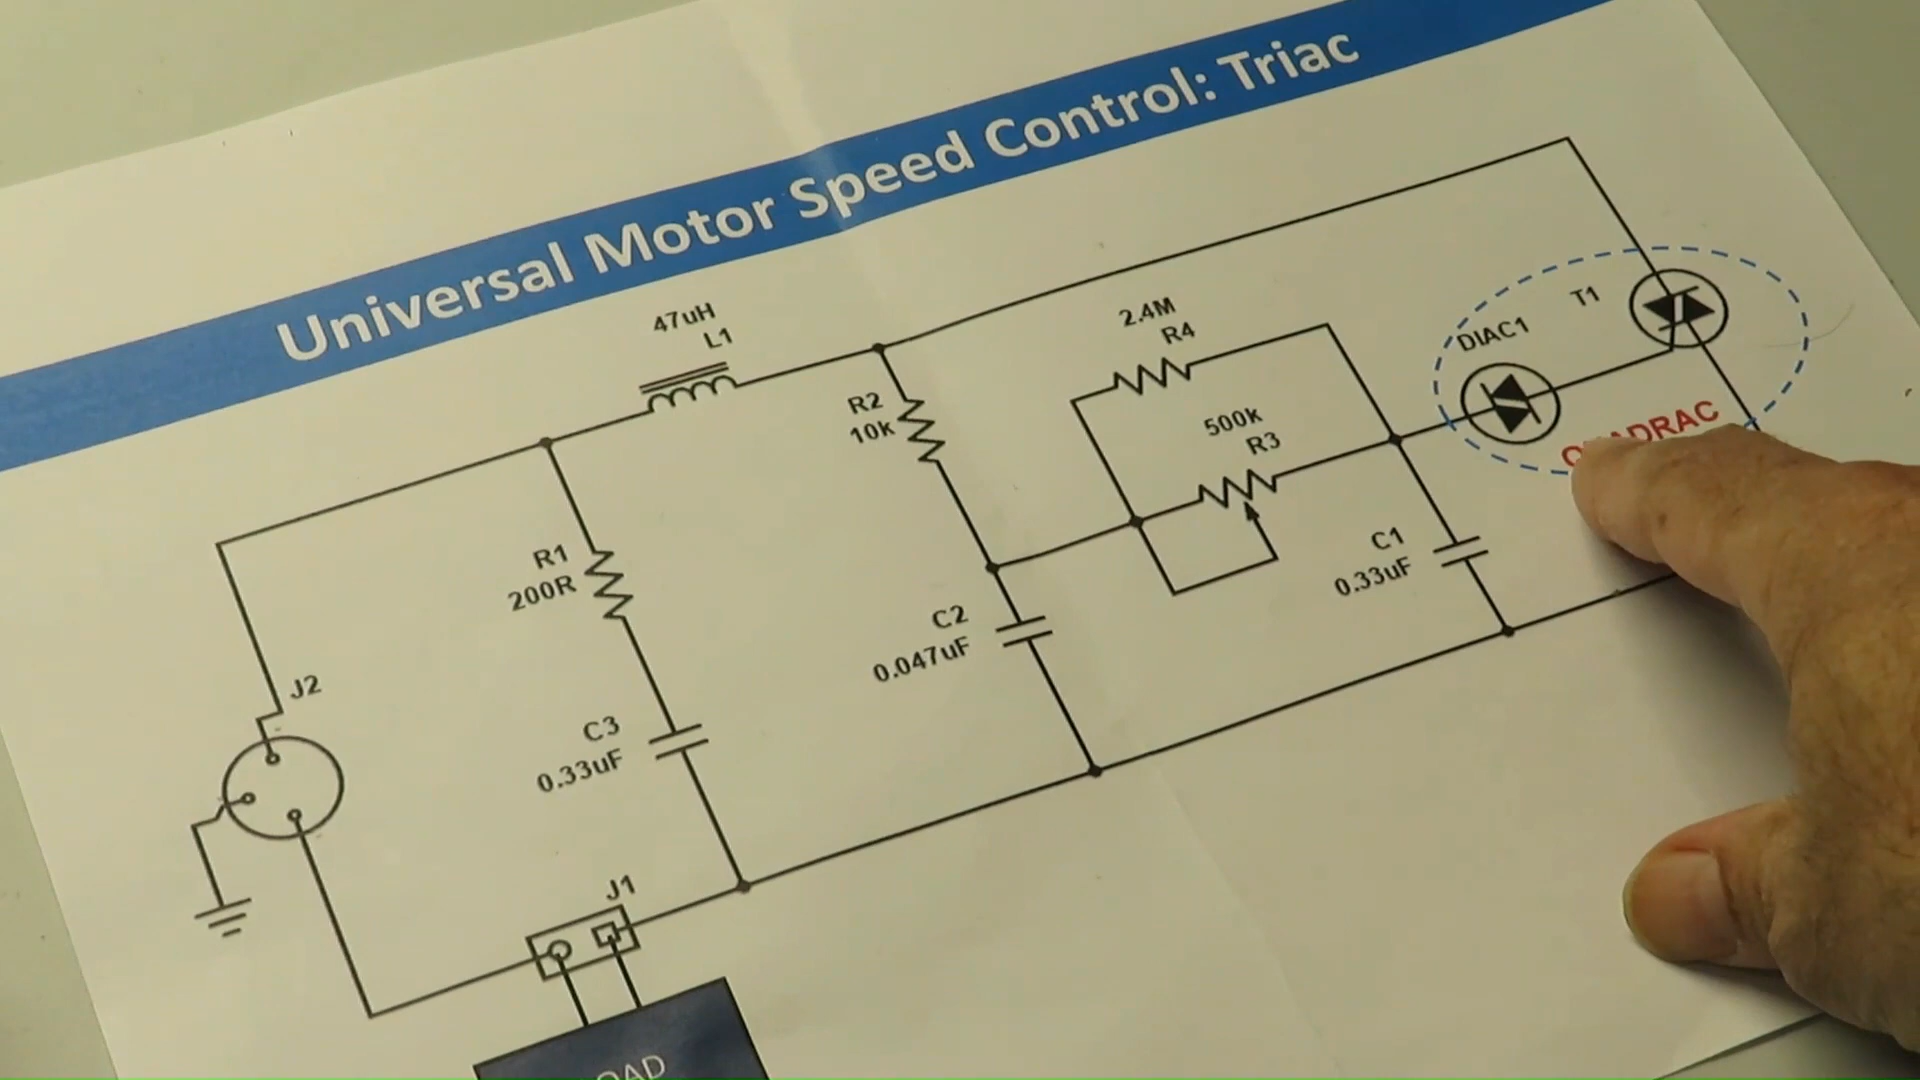 Universal Motor Speed Control: Triac
47uH
L1
2.4M
R4
T1
DIAC1
R2
10k
500k
R3
R1
200R
C1
0.33uF
C2
0.047uF
J2
C3
0.33uF
J1